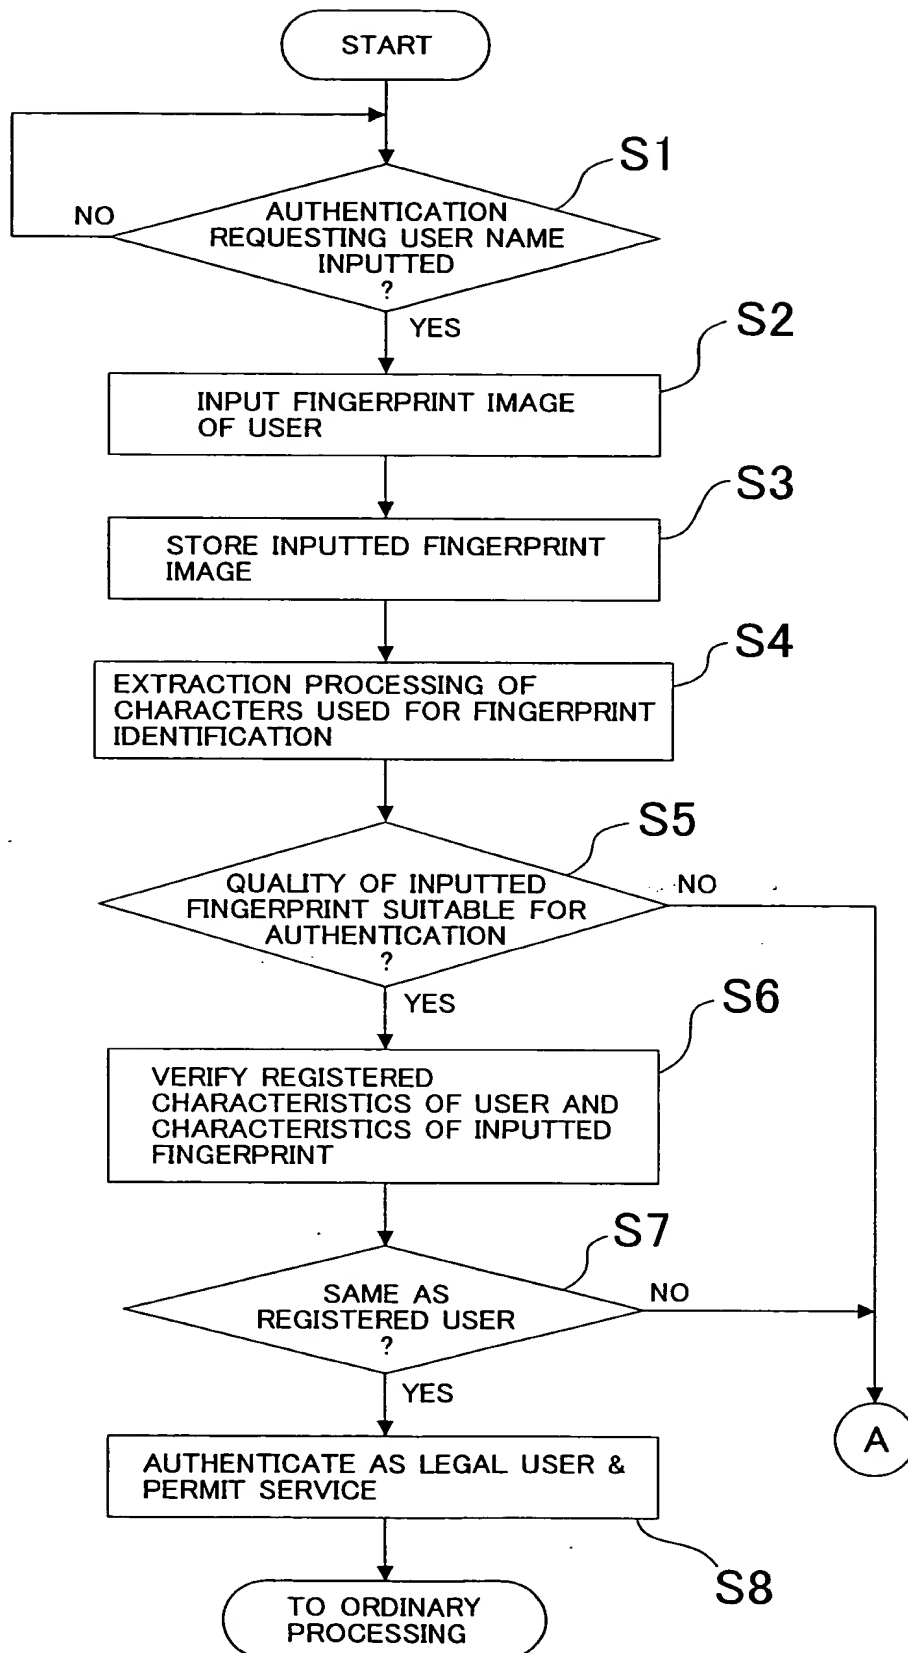 START
S1
NO
AUTHENTICATION
REQUESTING USER NAME
INPUTTED
?
YES
S2
INPUT FINGERPRINT IMAGE
OF USER
S3
STORE INPUTTED FINGERPRINT
IMAGE
S4
EXTRACTION PROCESSING OF
CHARACTERS USED FOR FINGERPRINT
IDENTIFICATION
S5
QUALITY OF INPUTTED
FINGERPRINT SUITABLE FOR
AUTHENTICATION
?
NO
YES
S6
VERIFY REGISTERED
CHARACTERISTICS OF USER AND
CHARACTERISTICS OF INPUTTED
FINGERPRINT
S7
SAME AS
REGISTERED USER
?
NO
YES
A
AUTHENTICATE AS LEGAL USER &
PERMIT SERVICE
S8
TO ORDINARY
PROCESSING